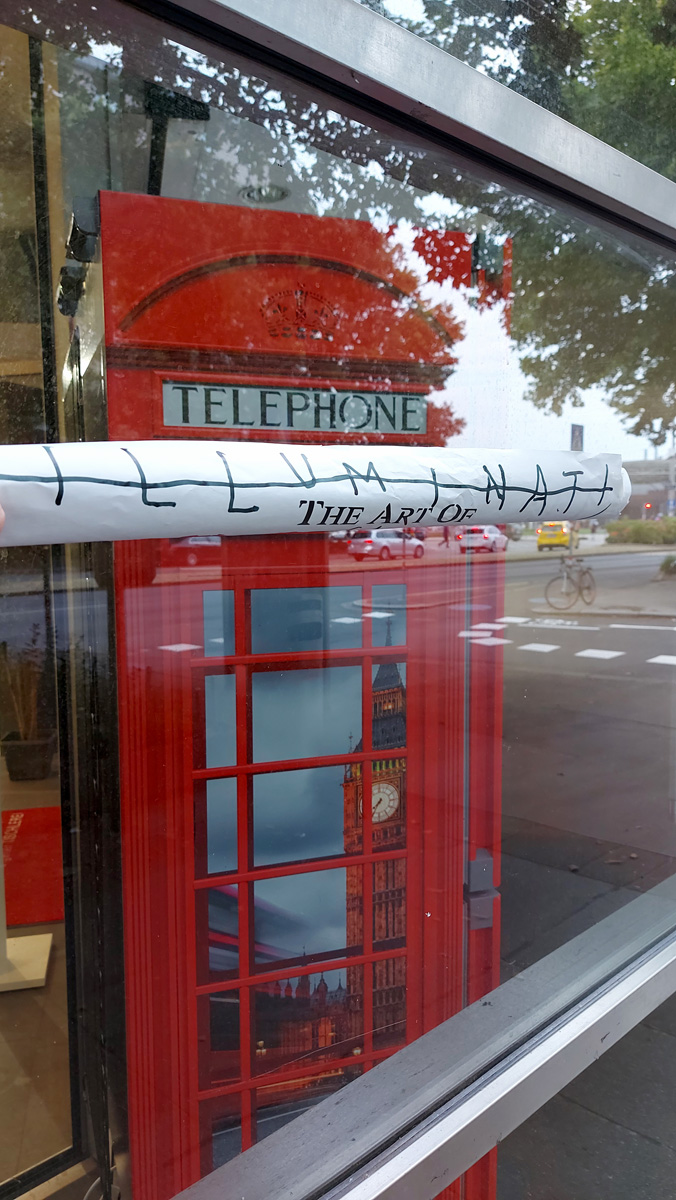 TELEPHONE
ILLUMINATI
THE ART OF